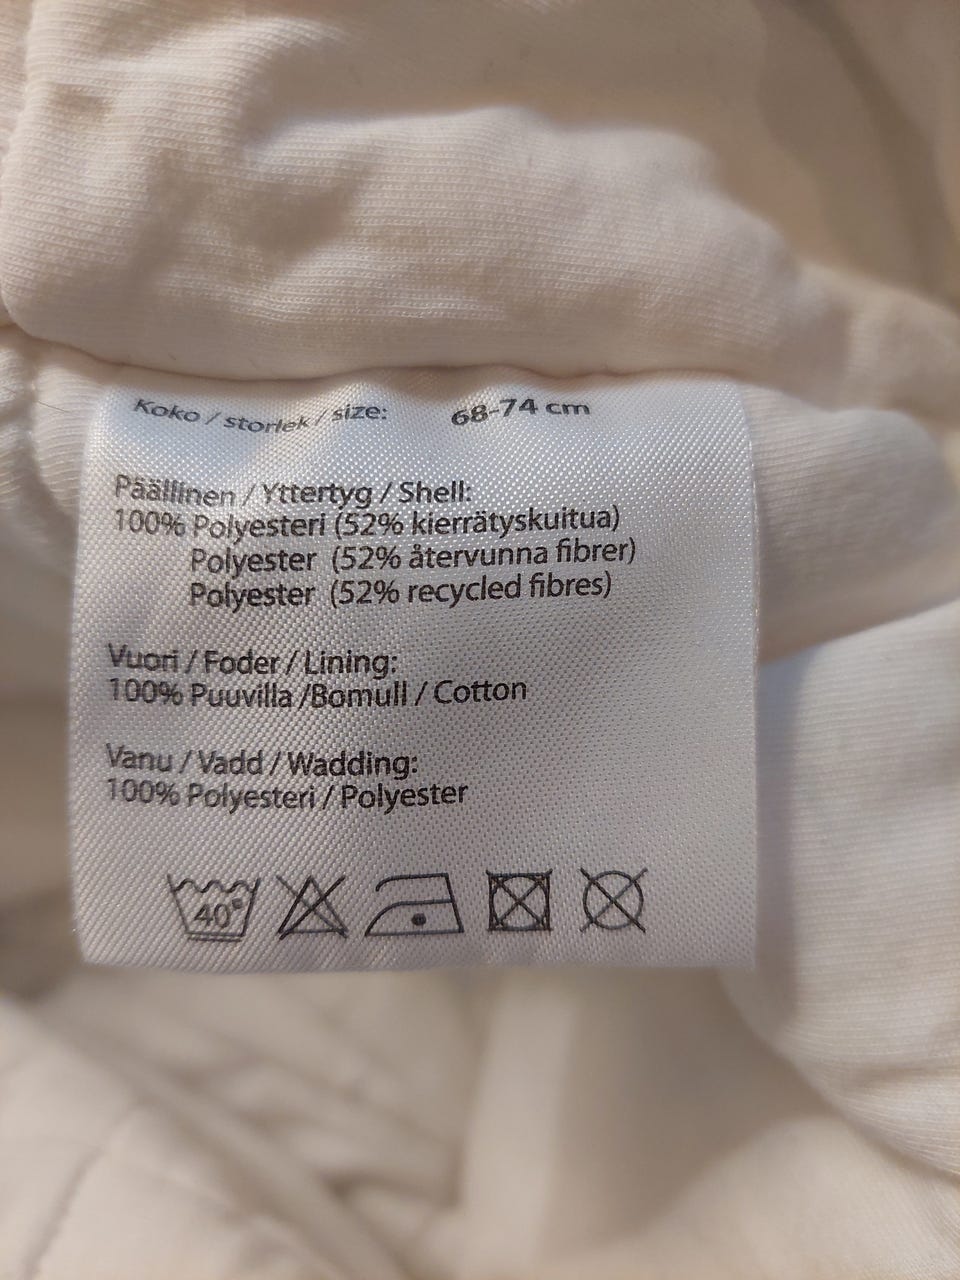 Koko / storlek / size: 68-74 cm
Päällinen / Yttertyg / Shell:
100% Polyesteri (52% kierrätyskuitua)
Polyester (52% återvunna fibrer)
Polyester (52% recycled fibres)
Vuori / Foder / Lining:
100% Puuvilla /Bomull / Cotton
Vanu / Vadd / Wadding:
100% Polyesteri / Polyester
40°